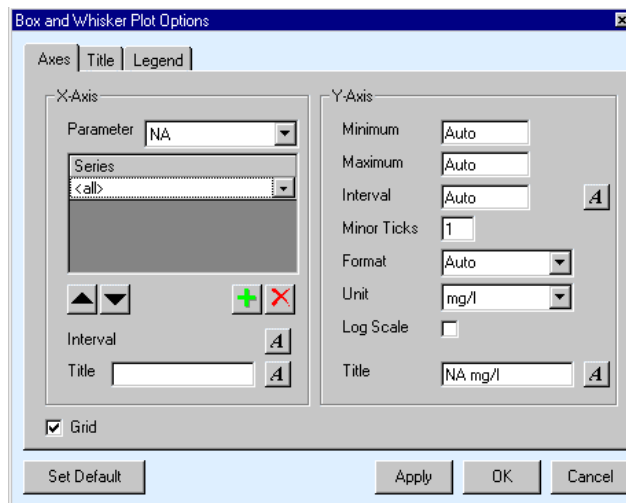 Box and Whisker Plot Options
Axes
Title
Legend
X-Axis
Parameter NA
Series
<all>
Interval A
Title A
Y-Axis
Minimum Auto
Maximum Auto
Interval Auto A
Minor Ticks 1
Format Auto
Unit mg/l
Log Scale
Title NA mg/l A
Grid
Set Default
Apply
OK
Cancel